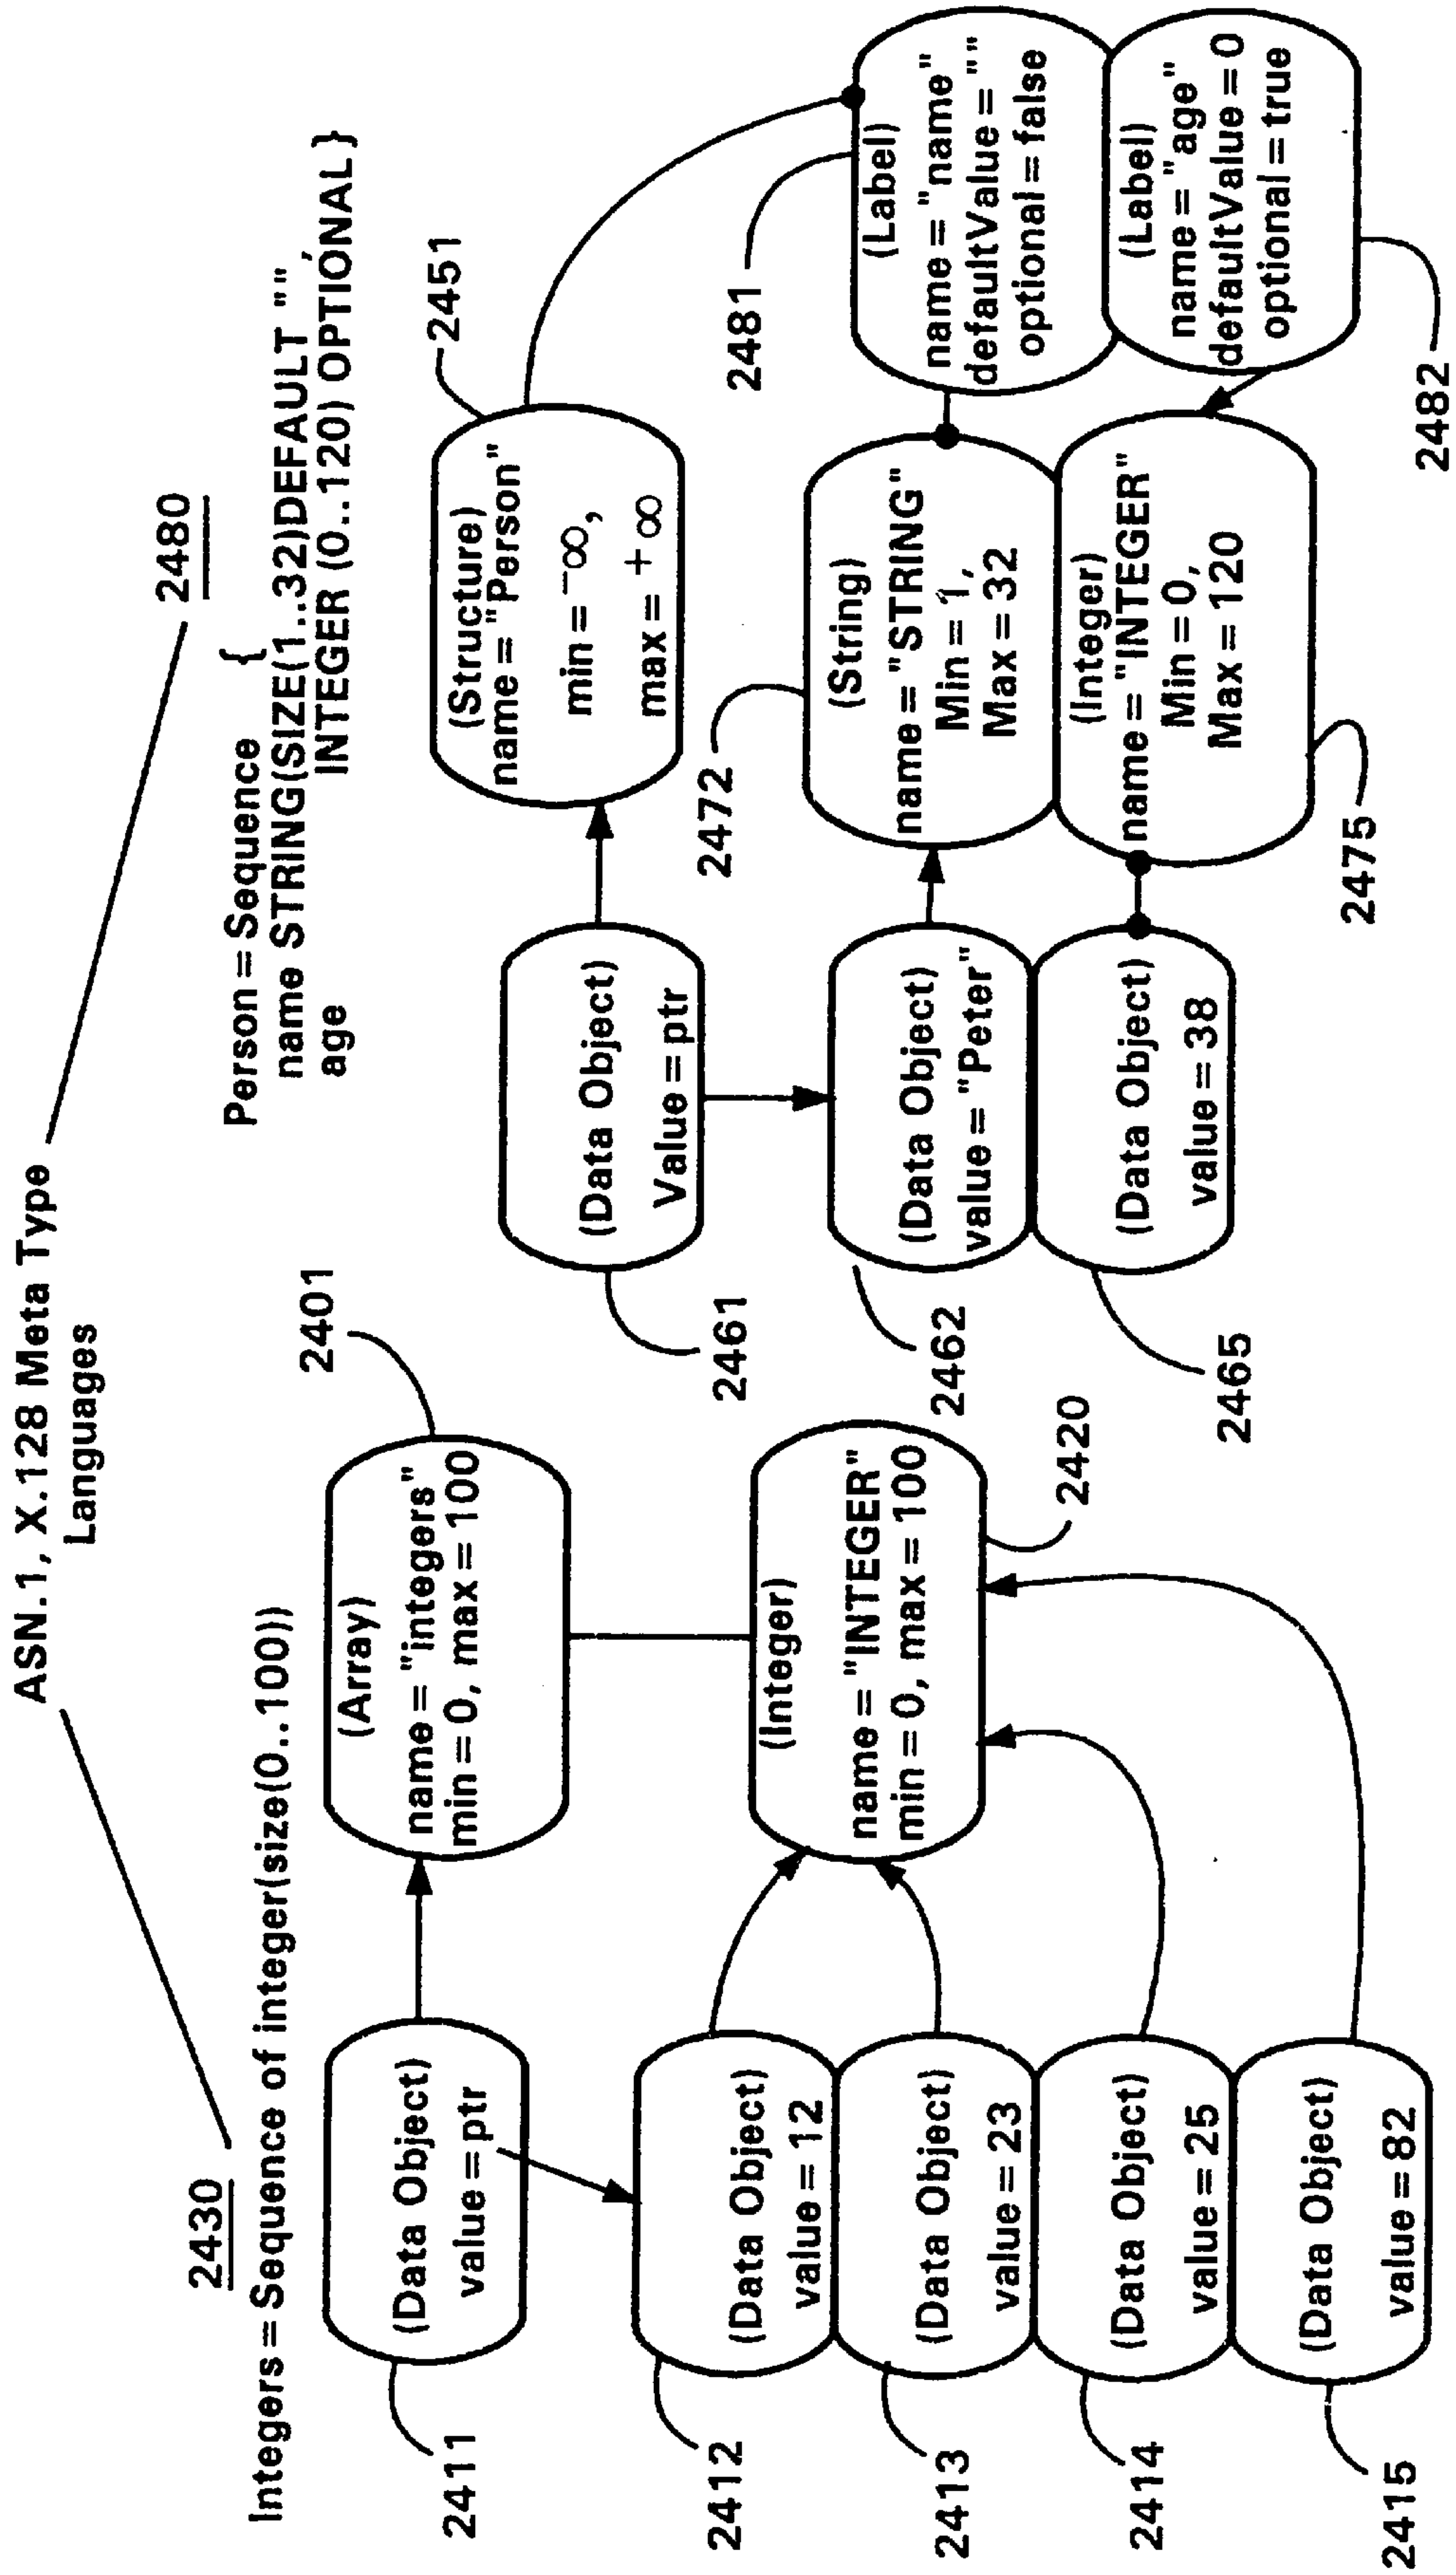 ASN.1, X.128 Meta Type
Languages
2430
Integers = Sequence of integer(size(0..100))
2411
(Data Object)
value = ptr
2401
(Array)
name = "integers"
min = 0, max = 100
2412
(Data Object)
value = 12
2413
(Data Object)
value = 23
2414
(Data Object)
value = 25
2415
(Data Object)
value = 82
(Integer)
name = "INTEGER"
min = 0, max = 100
2420
2480
Person = Sequence {
name STRING(SIZE(1..32)DEFAULT "",
age INTEGER (0..120) OPTIONAL}
2461
(Data Object)
Value = ptr
2451
(Structure)
name = "Person"
min = -∞,
max = +∞
2462
(Data Object)
value = "Peter"
2465
(Data Object)
value = 38
2472
(String)
name = "STRING"
Min = 1,
Max = 32
(Integer)
name = "INTEGER"
Min = 0,
Max = 120
2475
2481
(Label)
name = "name"
defaultValue = ""
optional = false
(Label)
name = "age"
defaultValue = 0
optional = true
2482